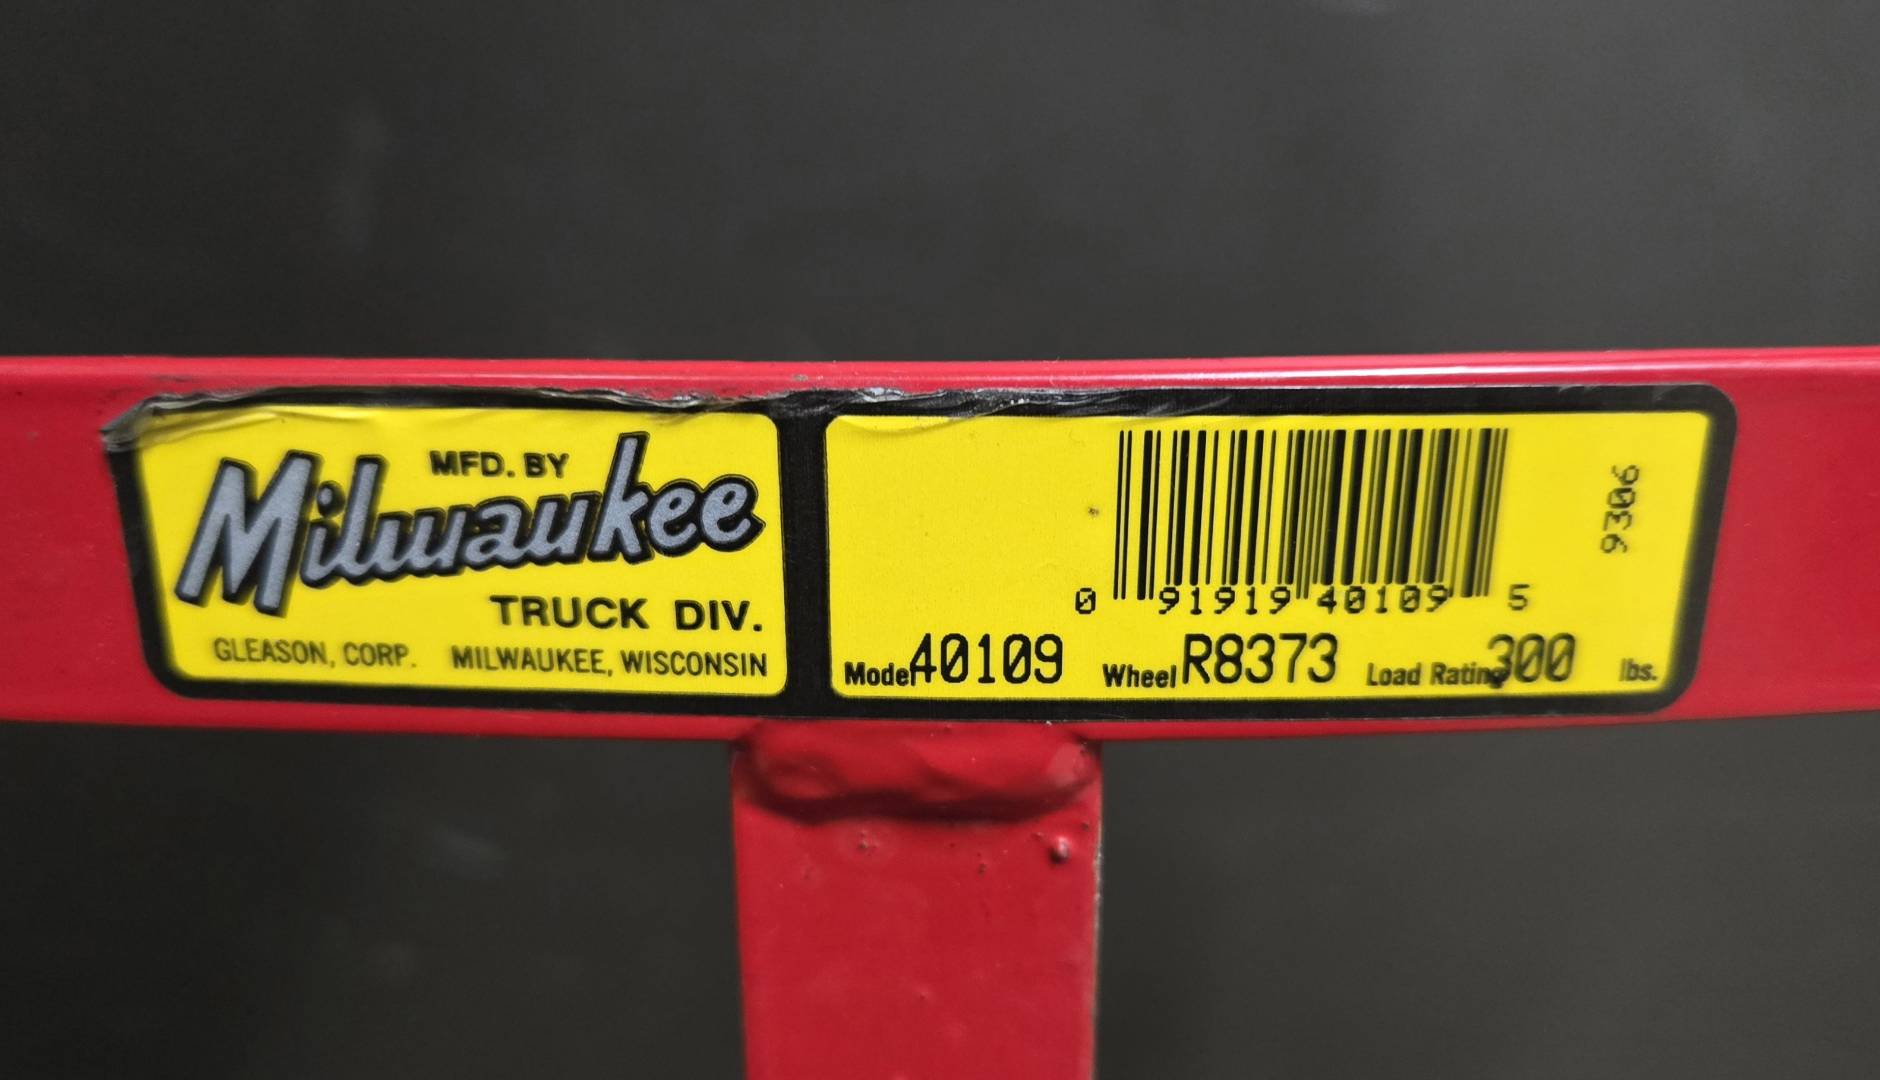 MFD. BY
Milwaukee
TRUCK DIV.
GLEASON, CORP. MILWAUKEE, WISCONSIN
0 91919 40109 5
9306
Model 40109 Wheel R8373 Load Rating 300 lbs.